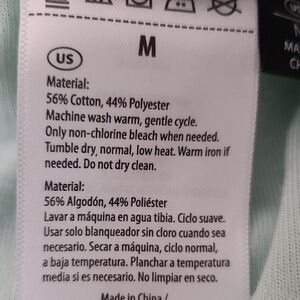 M
US
Material:
56% Cotton, 44% Polyester
Machine wash warm, gentle cycle.
Only non-chlorine bleach when needed.
Tumble dry, normal, low heat. Warm iron if
needed. Do not dry clean.
Material:
56% Algodón, 44% Poliéster
Lavar a máquina en agua tibia. Ciclo suave.
Usar solo blanqueador sin cloro cuando sea
necesario. Secar a máquina, ciclo normal,
a baja temperatura. Planchar a temperatura
media si es necesario. No limpiar en seco.
Made in China /